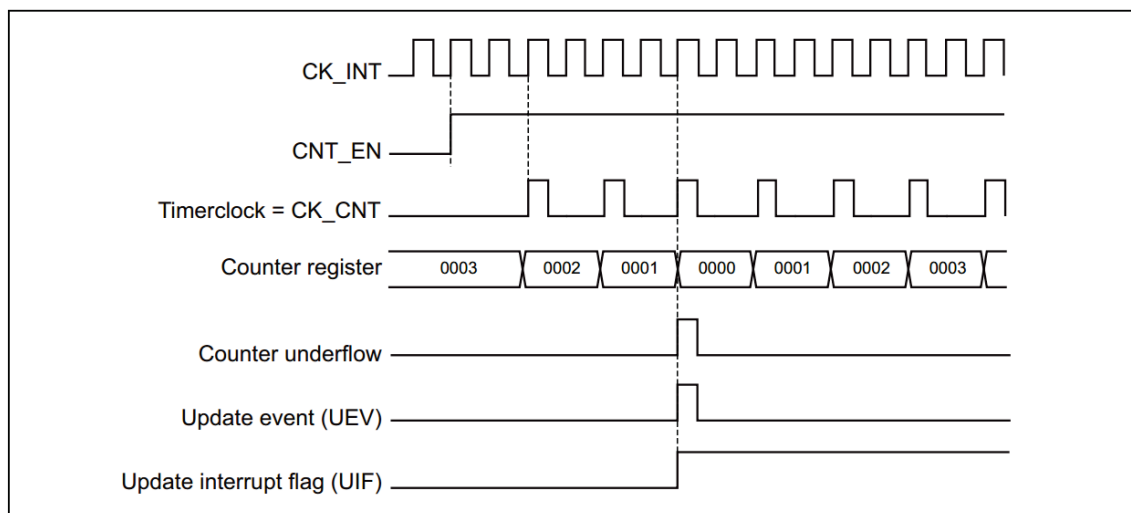 CK_INT
CNT_EN
Timerclock = CK_CNT
Counter register 0003 0002 0001 0000 0001 0002 0003
Counter underflow
Update event (UEV)
Update interrupt flag (UIF)